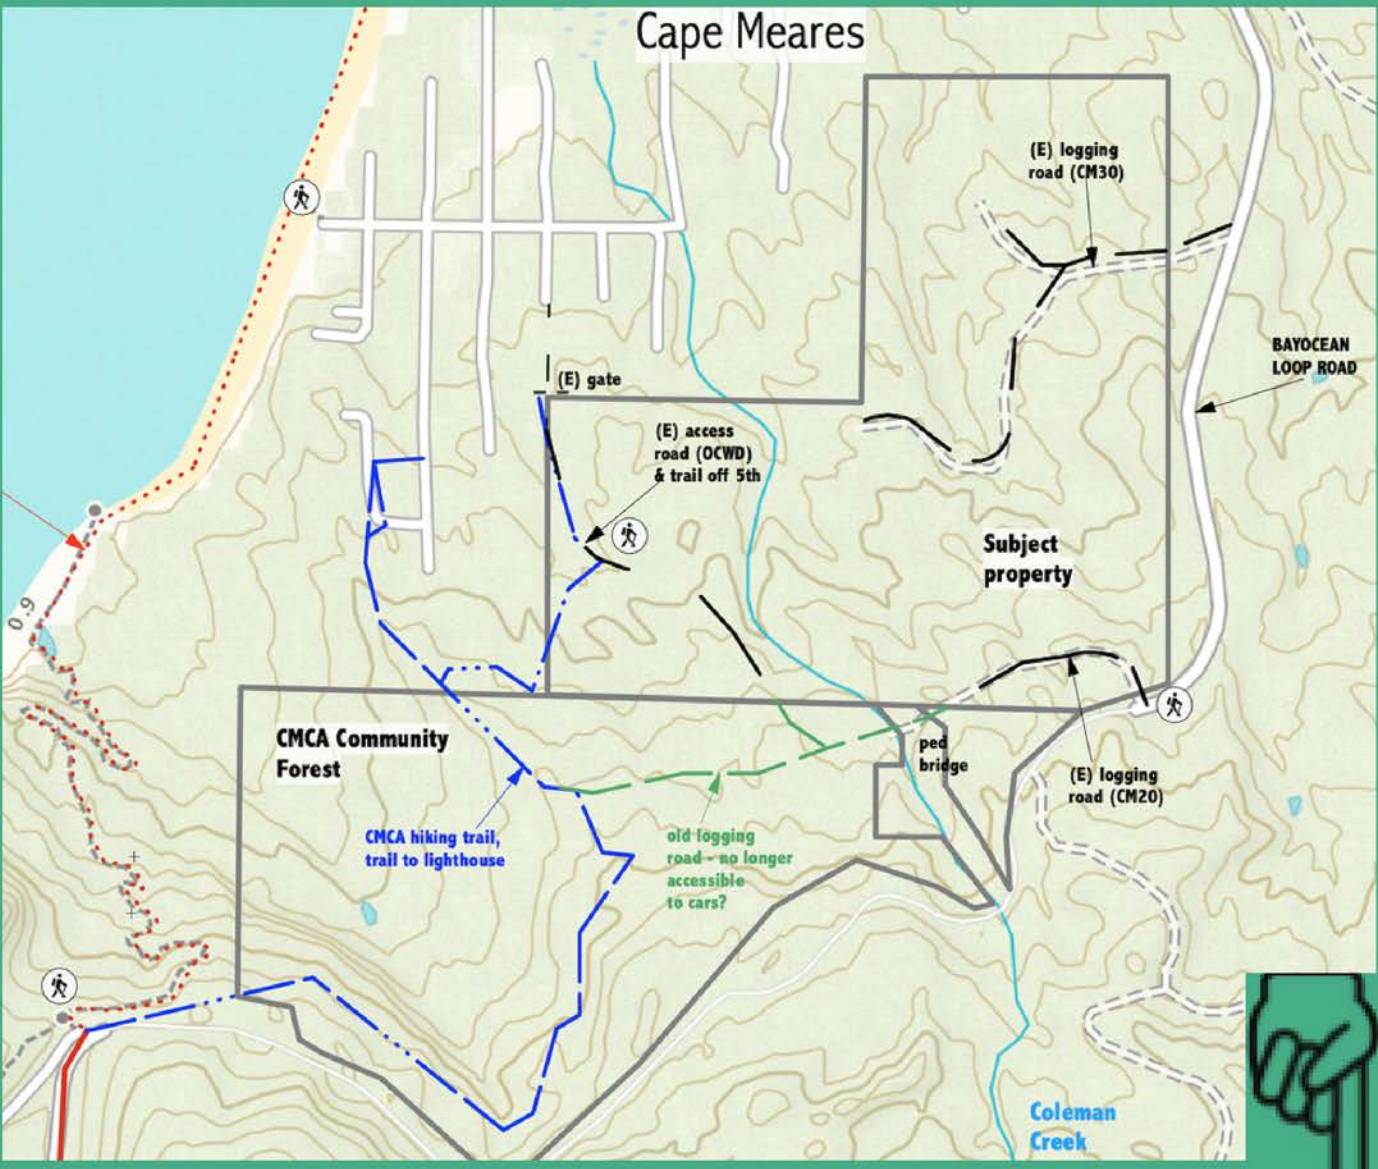 Cape Meares
(E) logging
road (CM30)
BAYOCEAN
LOOP ROAD
(E) gate
(E) access
road (OCWD)
& trail off 5th
Subject
property
0.9
CMCA Community
Forest
ped
bridge
(E) logging
road (CM20)
CMCA hiking trail,
trail to lighthouse
old logging
road - no longer
accessible
to cars?
Coleman
Creek